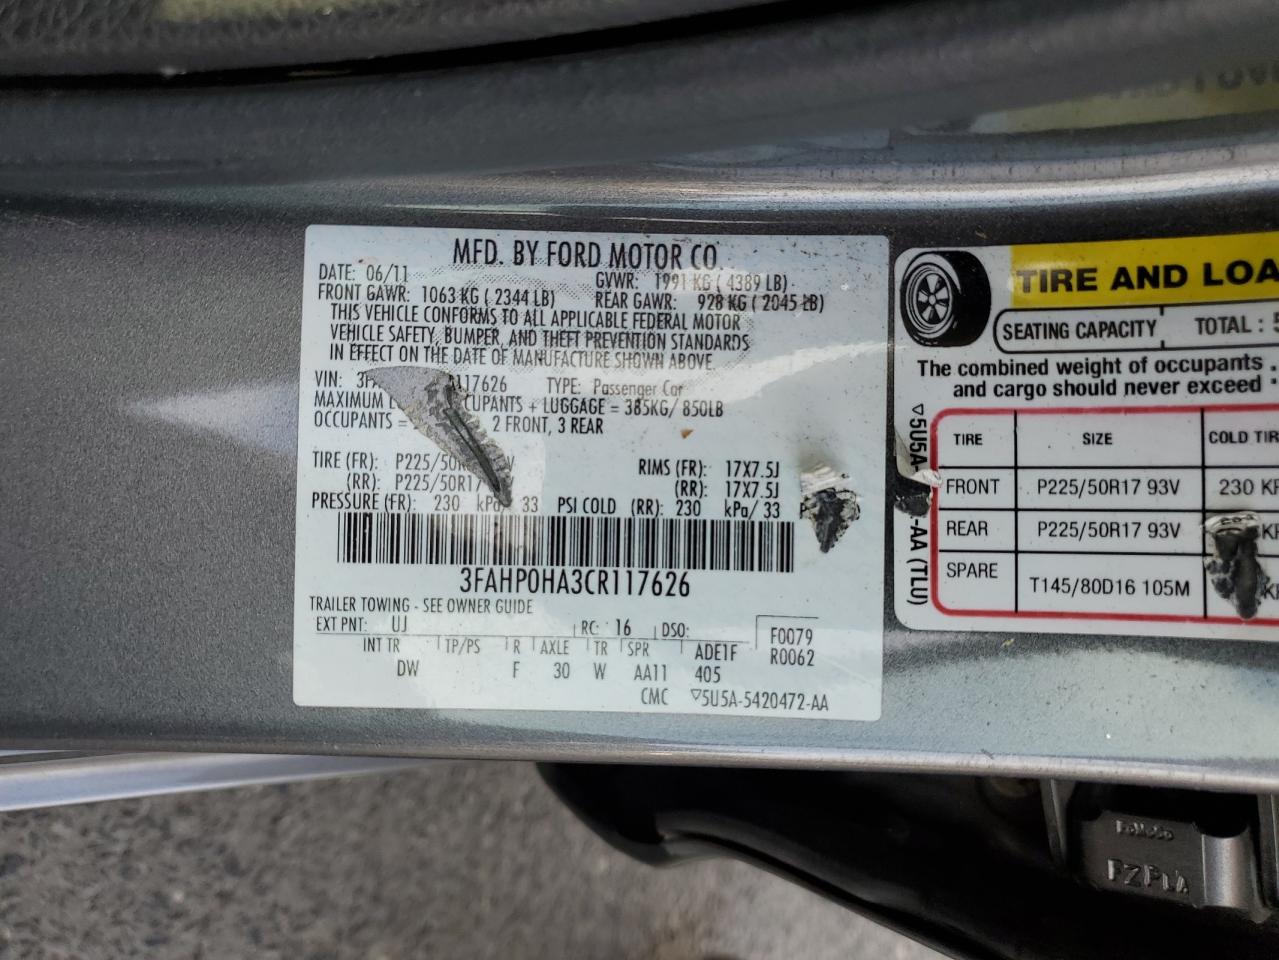 MFD. BY FORD MOTOR CO.
DATE: 06/11 GVWR: 1991 KG ( 4389 LB)
FRONT GAWR: 1063 KG ( 2344 LB) REAR GAWR: 928 KG ( 2045 LB)
THIS VEHICLE CONFORMS TO ALL APPLICABLE FEDERAL MOTOR
VEHICLE SAFETY, BUMPER, AND THEFT PREVENTION STANDARDS
IN EFFECT ON THE DATE OF MANUFACTURE SHOWN ABOVE.
VIN: 117626 TYPE: Passenger Car
MAXIMUM + LUGGAGE = 385KG/ 850LB
OCCUPANTS = 2 FRONT, 3 REAR
TIRE (FR): RIMS (FR): 17X7.5J
(RR): (RR): 17X7.5J
PRESSURE (FR): 230 kPa/ 33 PSI COLD (RR): 230 kPa/ 33
3FAHP0HA3CR117626
TRAILER TOWING - SEE OWNER GUIDE
EXT PNT: UJ RC: 16 DSO: F0079
INT TR TP/PS R AXLE TR SPR ADE1F R0062
DW F 30 W AA11 405
CMC ▽5U5A-5420472-AA
TIRE AND LOA
SEATING CAPACITY TOTAL : 5
The combined weight of occupants
and cargo should never exceed
TIRE SIZE COLD TIR
FRONT P225/50R17 93V 230 KP
REAR P225/50R17 93V
SPARE T145/80D16 105M
▽5U5A- -AA (TLU)
FoMoCo
PZPLA